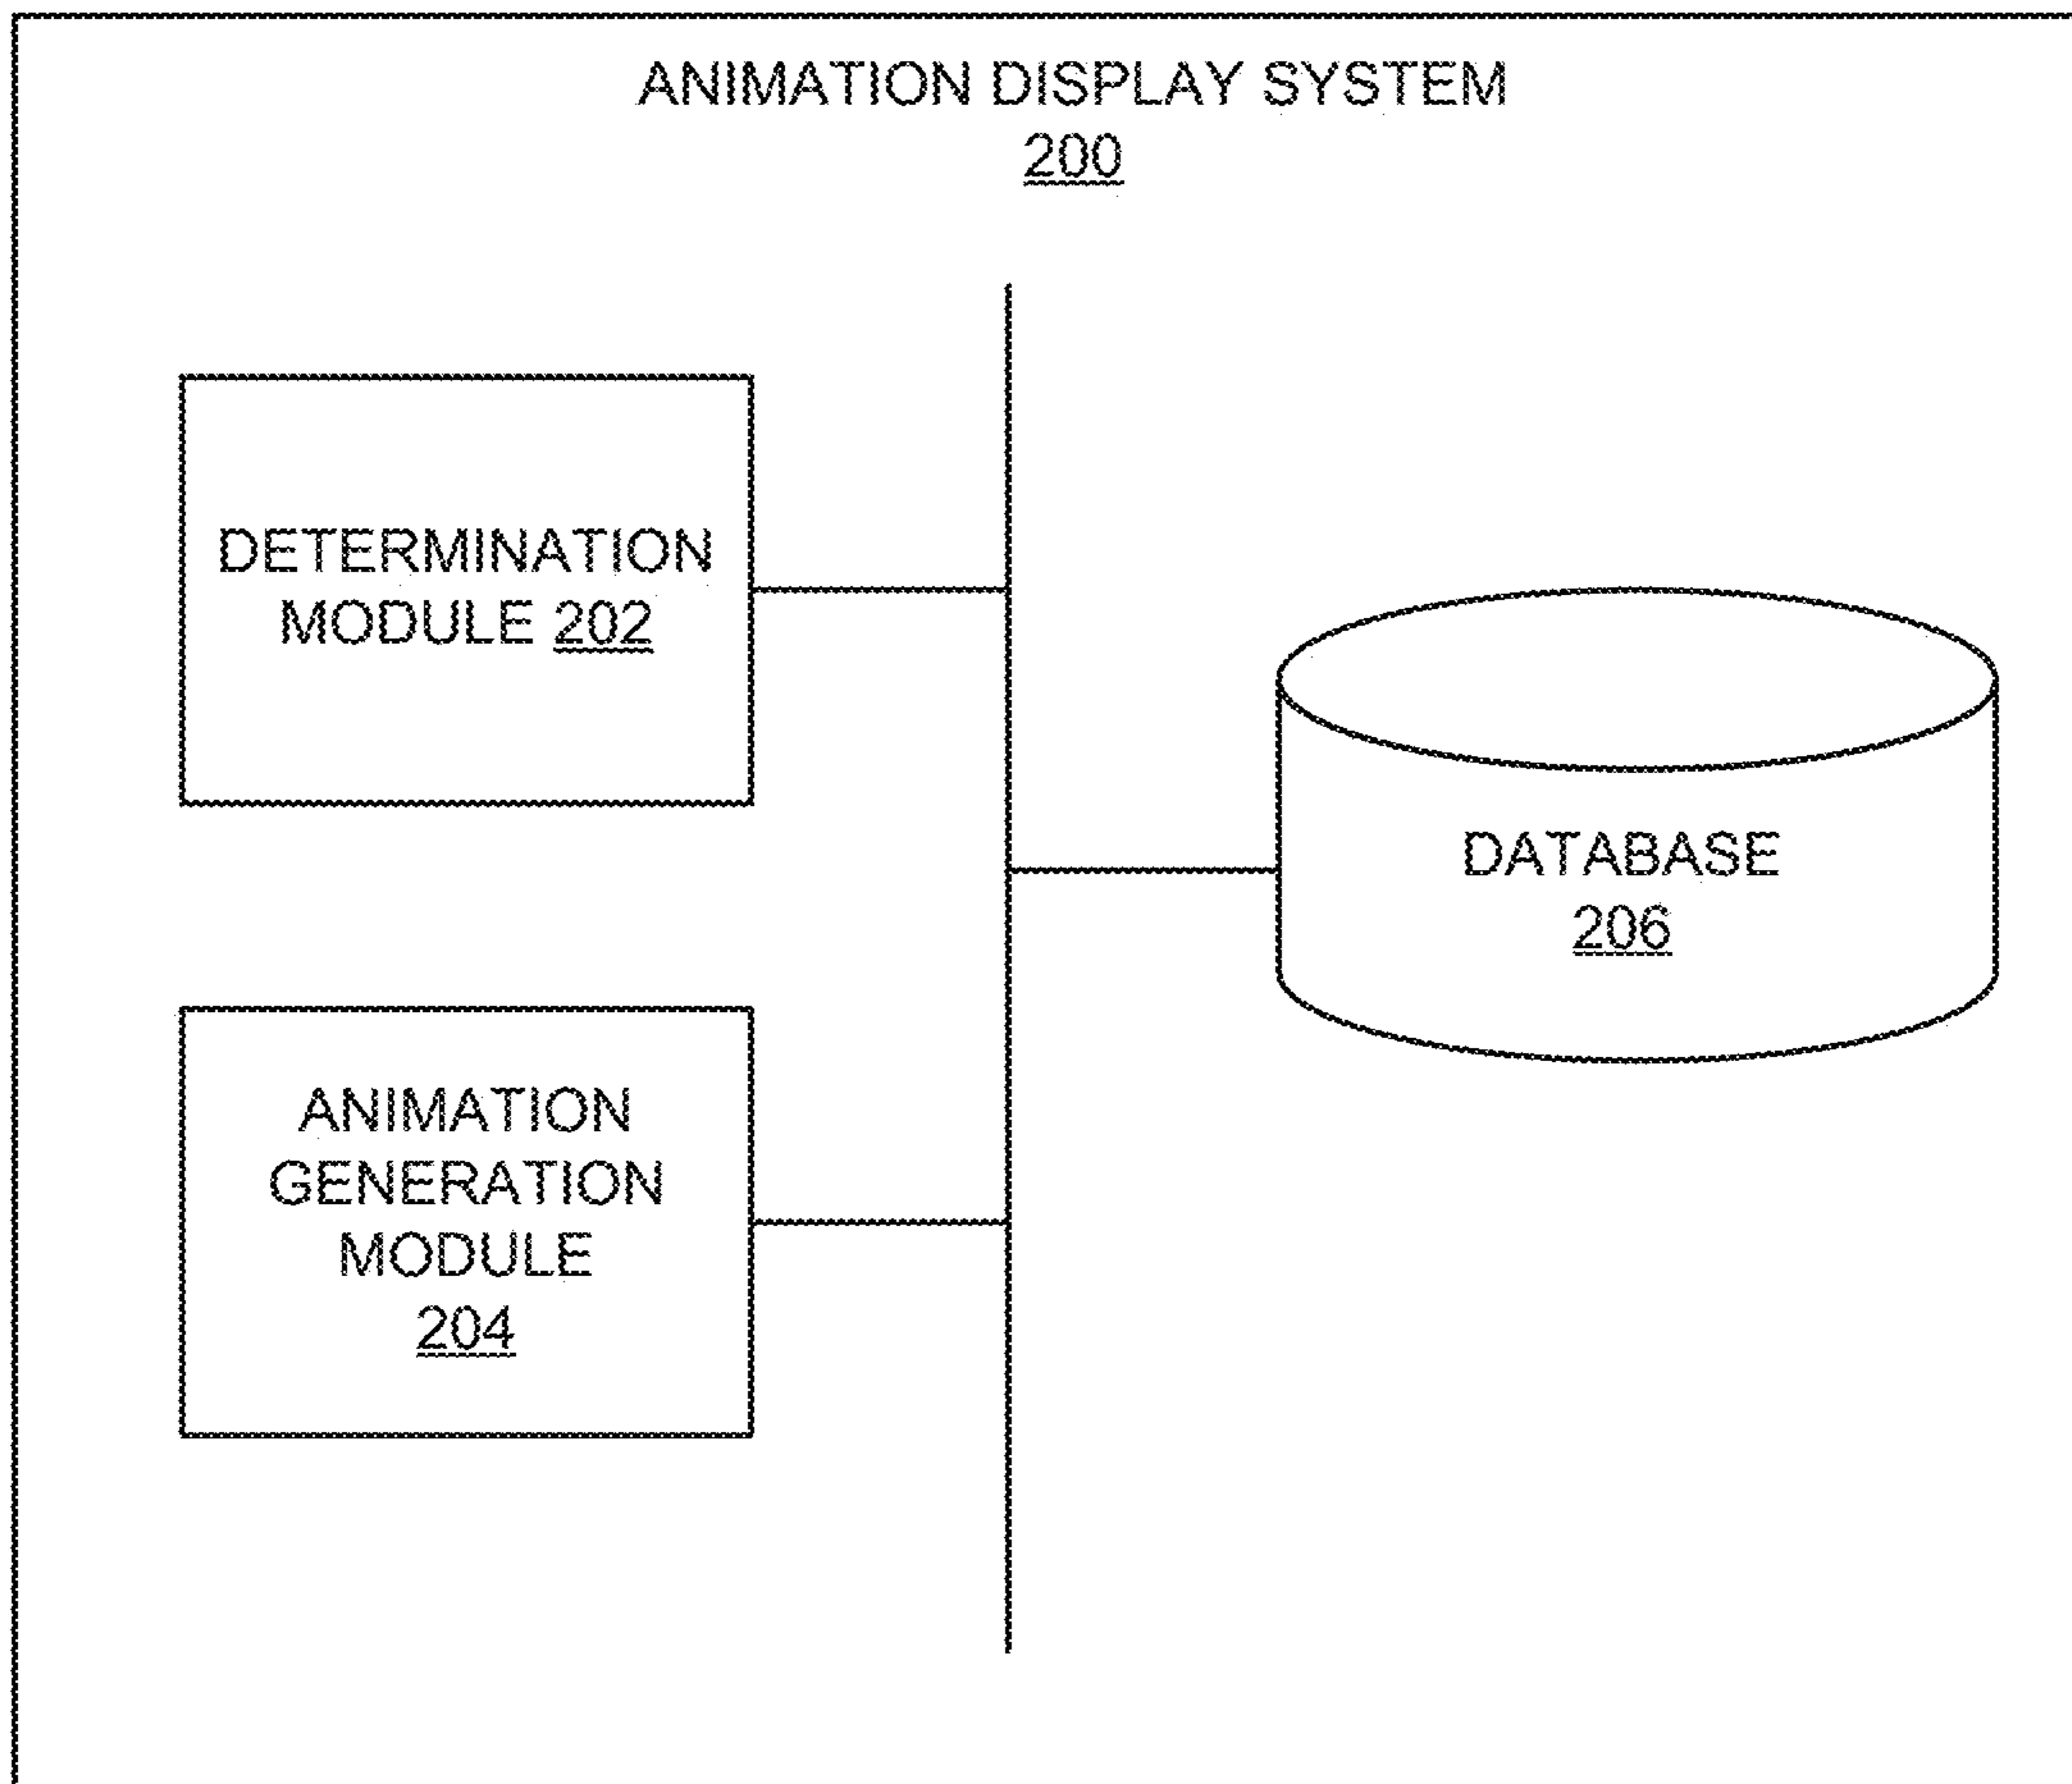 ANIMATION DISPLAY SYSTEM
200
DETERMINATION
MODULE 202
DATABASE
206
ANIMATION
GENERATION
MODULE
204